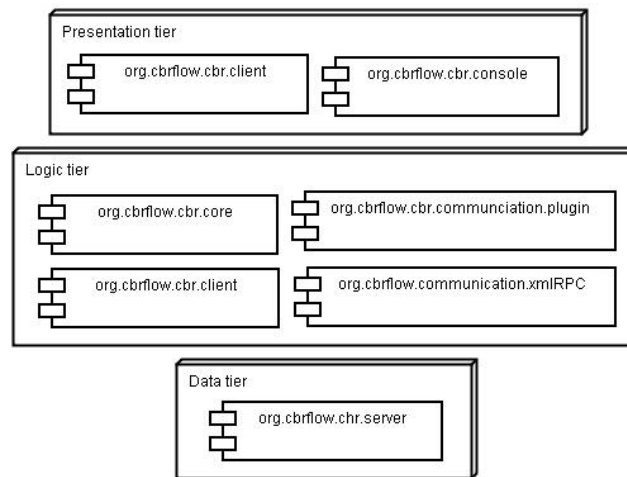 Presentation tier
org.cbrflow.cbr.client
org.cbrflow.cbr.console
Logic tier
org.cbrflow.cbr.core
org.cbrflow.cbr.communciation.plugin
org.cbrflow.cbr.client
org.cbrflow.communication.xmlRPC
Data tier
org.cbrflow.chr.server